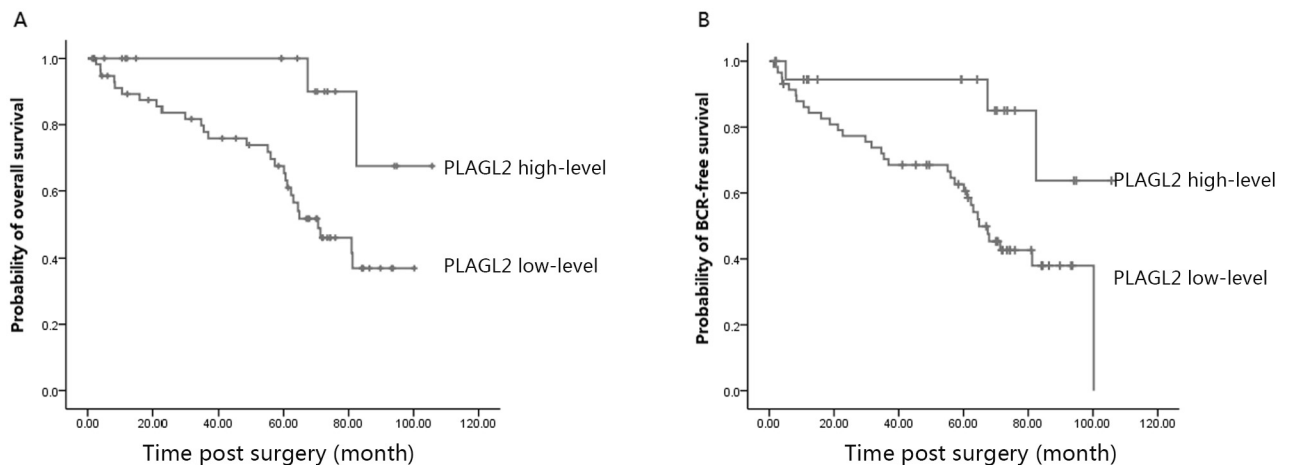 A
Probability of overall survival
1.0
0.8
0.6
0.4
0.2
0.0
0.00 20.00 40.00 60.00 80.00 100.00 120.00
Time post surgery (month)
PLAGL2 high-level
PLAGL2 low-level
B
Probability of BCR-free survival
1.0
0.8
0.6
0.4
0.2
0.0
0.00 20.00 40.00 60.00 80.00 100.00 120.00
Time post surgery (month)
PLAGL2 high-level
PLAGL2 low-level